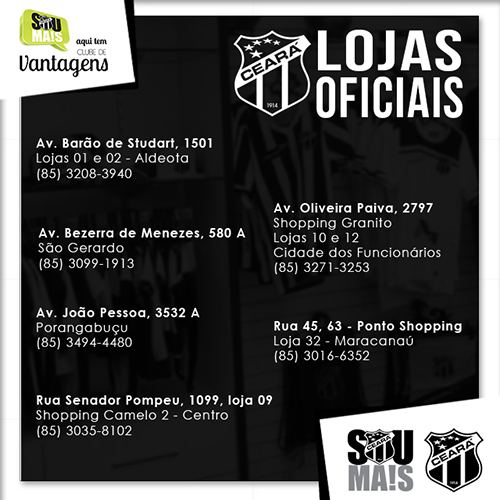 SOU
MA!S
aqui tem
CLUBE DE
Vantagens
CEARÁ
1914
LOJAS
OFICIAIS
Av. Barão de Studart, 1501
Lojas 01 e 02 - Aldeota
(85) 3208-3940
Av. Bezerra de Menezes, 580 A
São Gerardo
(85) 3099-1913
Av. João Pessoa, 3532 A
Porangabuçu
(85) 3494-4480
Rua Senador Pompeu, 1099, loja 09
Shopping Camelo 2 - Centro
(85) 3035-8102
Av. Oliveira Paiva, 2797
Shopping Granito
Lojas 10 e 12
Cidade dos Funcionários
(85) 3271-3253
Rua 45, 63 - Ponto Shopping
Loja 32 - Maracanaú
(85) 3016-6352
SOU
MA!S
CEARÁ
1914